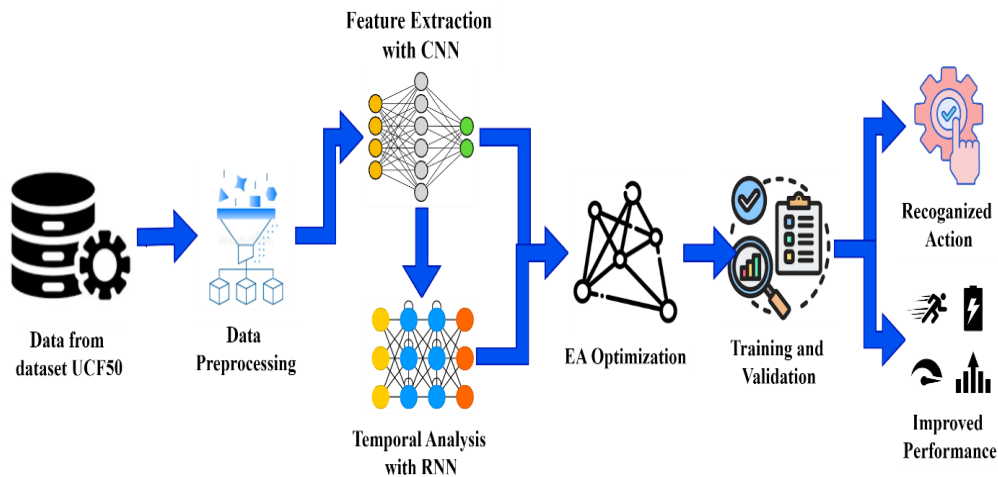 Feature Extraction
with CNN
Data from
dataset UCF50
Data
Preprocessing
Temporal Analysis
with RNN
EA Optimization
Training and
Validation
Recoganized
Action
Improved
Performance